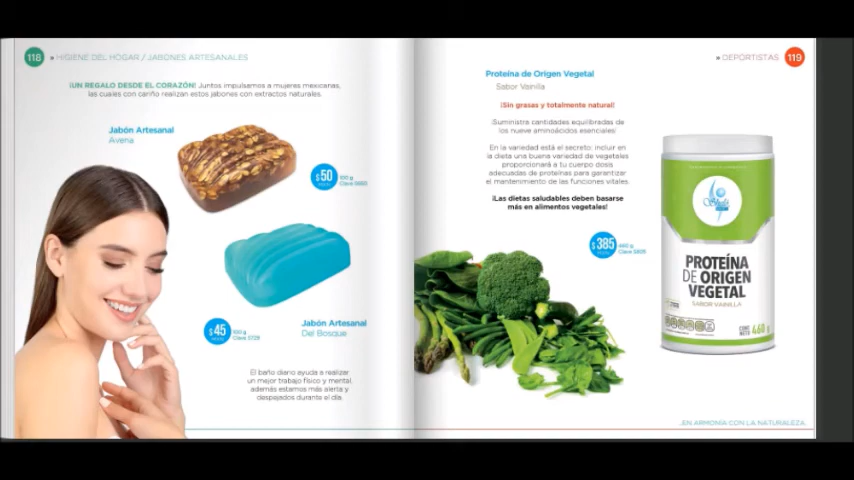 118 » HIGIENE DEL HOGAR / JABONES ARTESANALES
¡UN REGALO DESDE EL CORAZÓN! Juntos impulsamos a mujeres mexicanas,
las cuales con cariño realizan estos jabones con extractos naturales.
Jabón Artesanal
Avena
$50
100 g
Jabón Artesanal
Del Bosque
$45
100 g
El baño diario ayuda a realizar
un mejor trabajo físico y mental,
además estamos más alerta y
despejados durante el día.
» DEPORTISTAS 119
Proteína de Origen Vegetal
Sabor Vainilla
¡Sin grasas y totalmente natural!
¡Suministra cantidades equilibradas de
los nueve aminoácidos esenciales!
En la variedad está el secreto: incluir en
la dieta una buena variedad de vegetales
proporcionará a tu cuerpo dosis
adecuadas de proteínas para garantizar
el mantenimiento de las funciones vitales.
¡Las dietas saludables deben basarse
más en alimentos vegetales!
$385
460 g
PROTEÍNA
DE ORIGEN
VEGETAL
SABOR VAINILLA
CONT.
NETO 460 g
...EN ARMONÍA CON LA NATURALEZA.